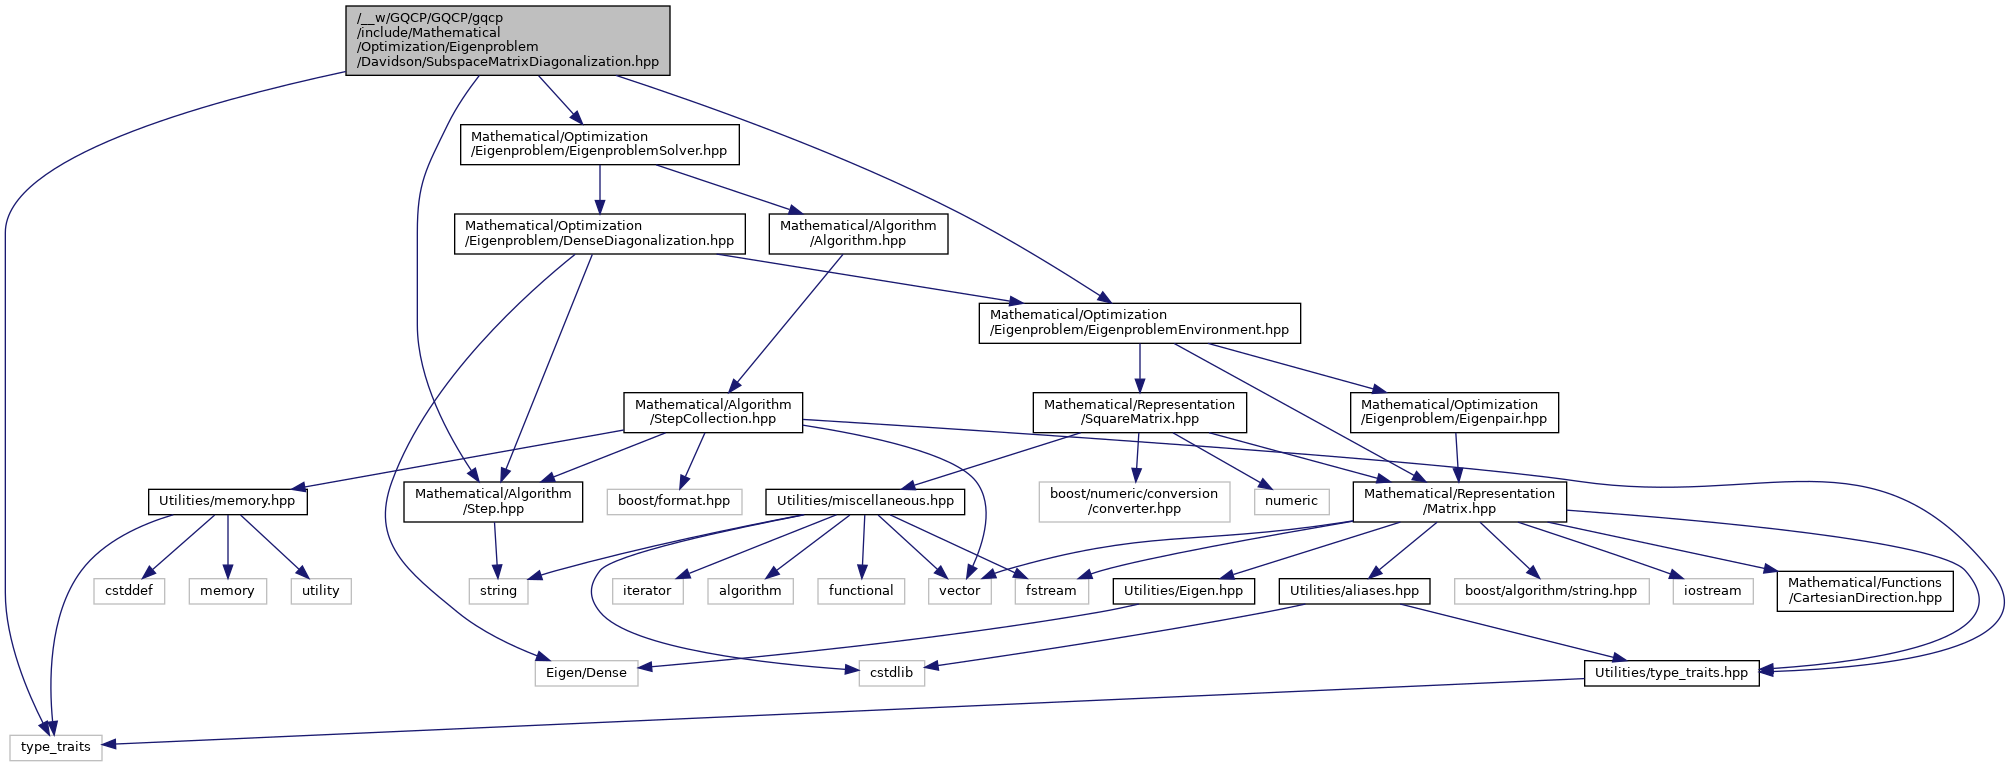 /__w/GQCP/GQCP/gqcp
/include/Mathematical
/Optimization/Eigenproblem
/Davidson/SubspaceMatrixDiagonalization.hpp
Mathematical/Optimization
/Eigenproblem/EigenproblemSolver.hpp
Mathematical/Optimization
/Eigenproblem/DenseDiagonalization.hpp
Mathematical/Algorithm
/Algorithm.hpp
Mathematical/Optimization
/Eigenproblem/EigenproblemEnvironment.hpp
Mathematical/Algorithm
/StepCollection.hpp
Mathematical/Representation
/SquareMatrix.hpp
Mathematical/Optimization
/Eigenproblem/Eigenpair.hpp
Utilities/memory.hpp
Mathematical/Algorithm
/Step.hpp
boost/format.hpp
Utilities/miscellaneous.hpp
boost/numeric/conversion
/converter.hpp
numeric
Mathematical/Representation
/Matrix.hpp
cstddef
memory
utility
string
iterator
algorithm
functional
vector
fstream
Utilities/Eigen.hpp
Utilities/aliases.hpp
boost/algorithm/string.hpp
iostream
Mathematical/Functions
/CartesianDirection.hpp
Eigen/Dense
cstdlib
Utilities/type_traits.hpp
type_traits